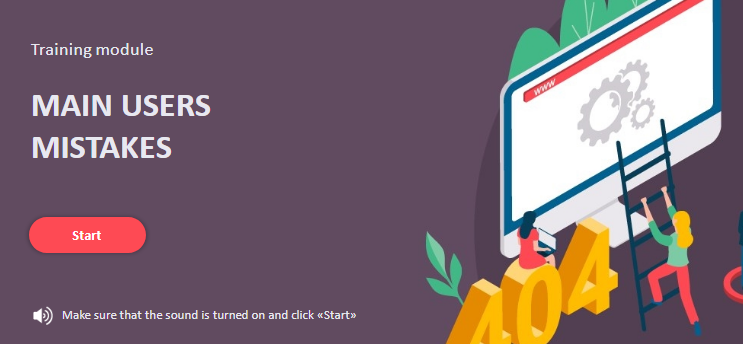 Training module
MAIN USERS
MISTAKES
Start
Make sure that the sound is turned on and click «Start»
WWW
404